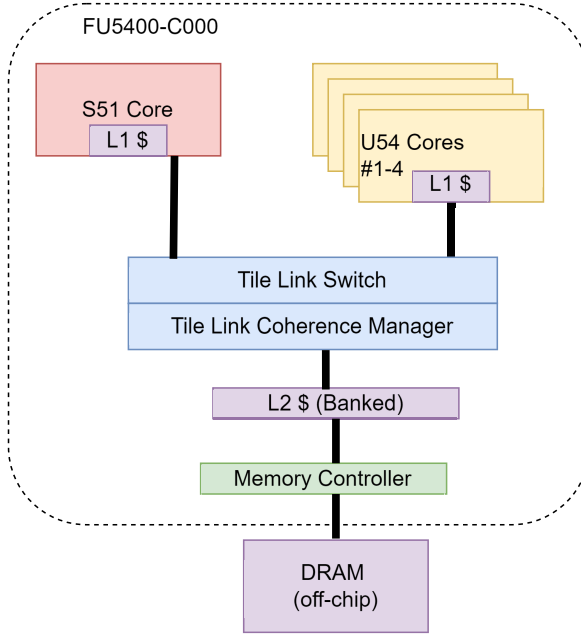 FU5400-C000
S51 Core
L1 $
U54 Cores
#1-4
L1 $
Tile Link Switch
Tile Link Coherence Manager
L2 $ (Banked)
Memory Controller
DRAM
(off-chip)